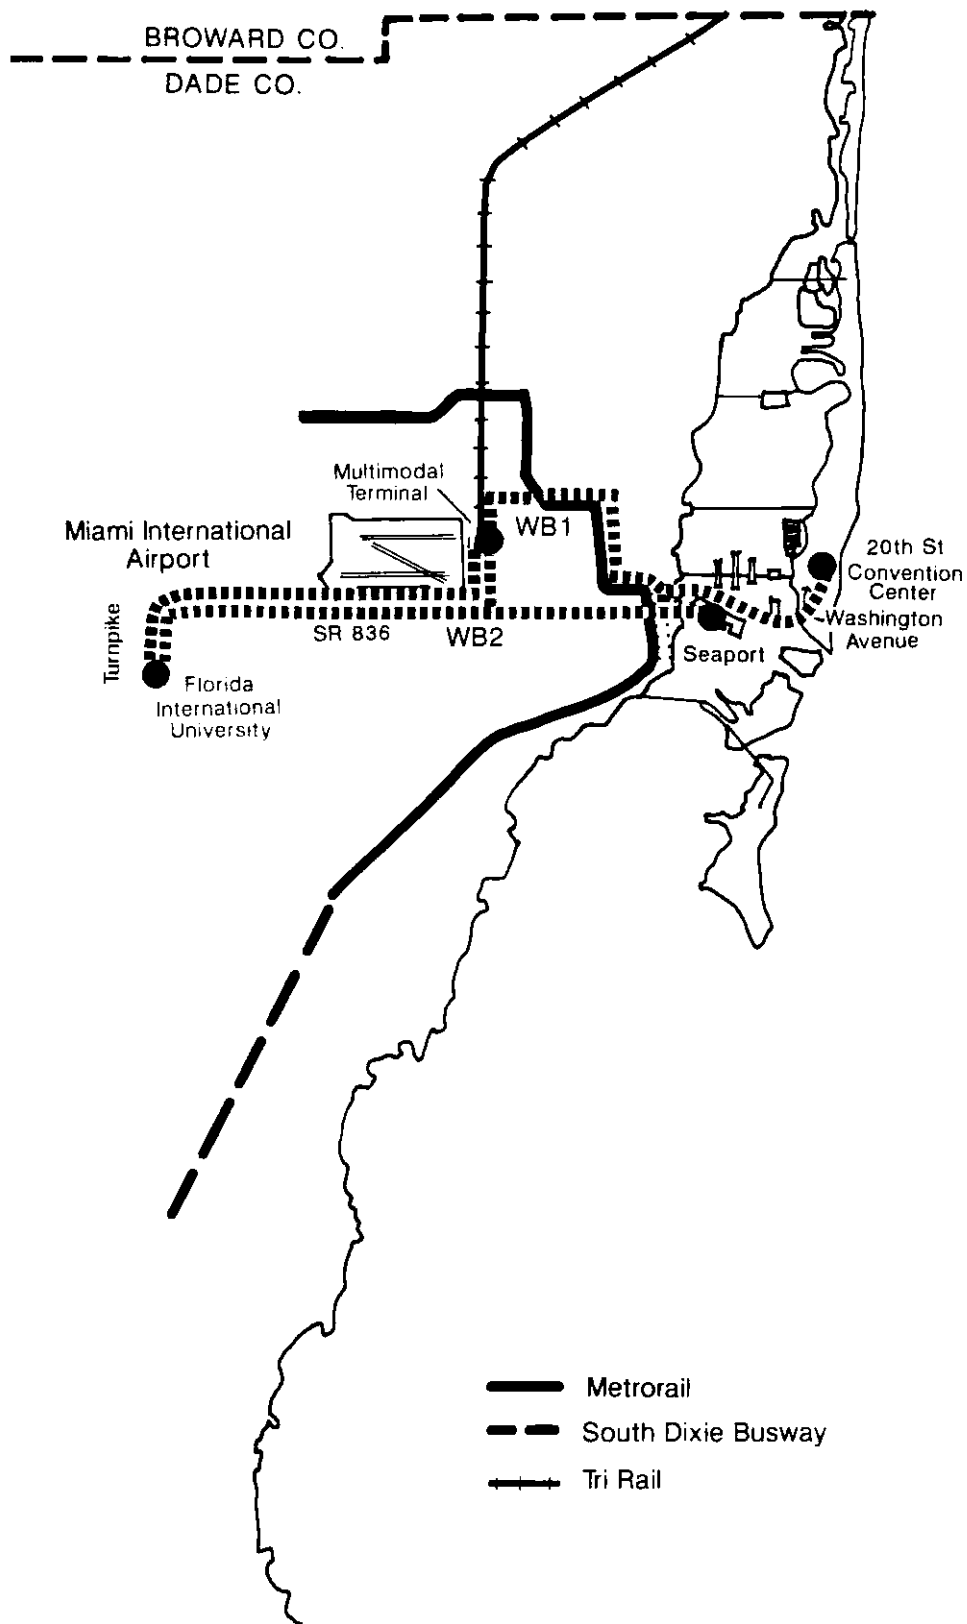 BROWARD CO.
DADE CO.
Multimodal
Terminal
WB1
Miami International
Airport
20th St
Convention
Center
Turnpike
SR 836
WB2
Washington
Avenue
Seaport
Florida
International
University
Metrorail
South Dixie Busway
Tri Rail